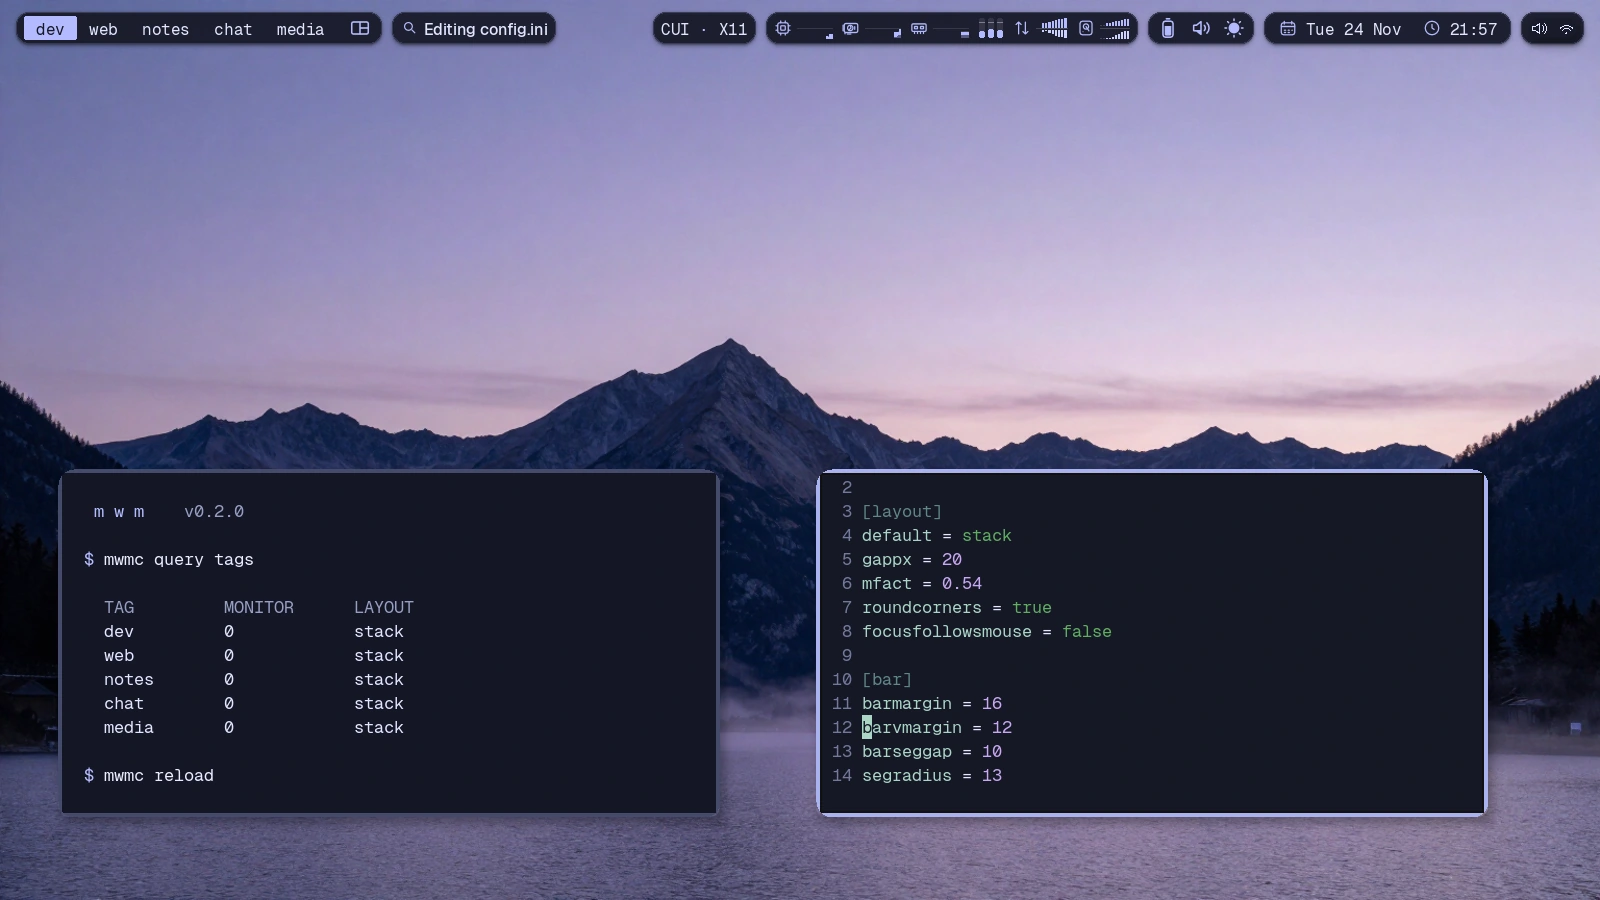 dev web notes chat media
Editing config.ini
CUI · X11
Tue 24 Nov
21:57
m w m v0.2.0
$ mwmc query tags
TAG MONITOR LAYOUT
dev 0 stack
web 0 stack
notes 0 stack
chat 0 stack
media 0 stack
$ mwmc reload
2
3 [layout]
4 default = stack
5 gappx = 20
6 mfact = 0.54
7 roundcorners = true
8 focusfollowsmouse = false
9
10 [bar]
11 barmargin = 16
12 barvmargin = 12
13 barseggap = 10
14 segradius = 13